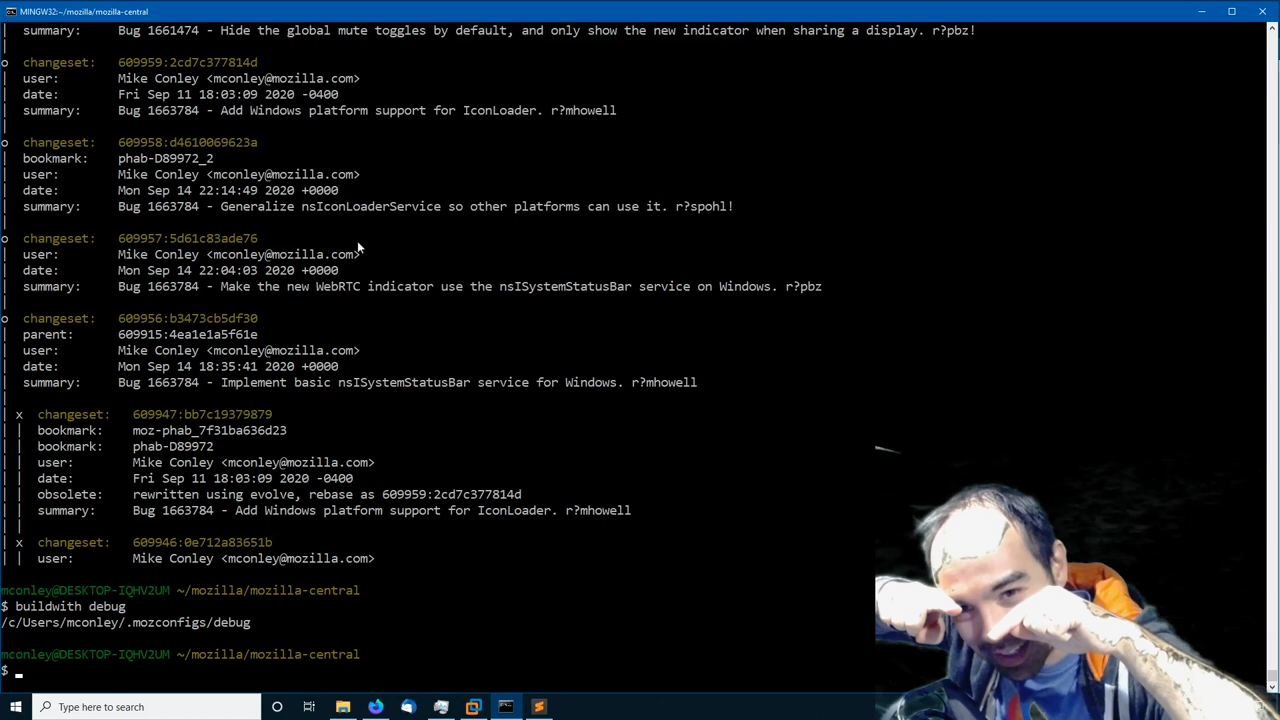 MINGW32:~/mozilla/mozilla-central
summary: Bug 1661474 - Hide the global mute toggles by default, and only show the new indicator when sharing a display. r?pbz!
o changeset: 609959:2cd7c377814d
user: Mike Conley <mconley@mozilla.com>
date: Fri Sep 11 18:03:09 2020 -0400
summary: Bug 1663784 - Add Windows platform support for IconLoader. r?mhowell
o changeset: 609958:d4610069623a
bookmark: phab-D89972_2
user: Mike Conley <mconley@mozilla.com>
date: Mon Sep 14 22:14:49 2020 +0000
summary: Bug 1663784 - Generalize nsIconLoaderService so other platforms can use it. r?spohl!
o changeset: 609957:5d61c83ade76
user: Mike Conley <mconley@mozilla.com>
date: Mon Sep 14 22:04:03 2020 +0000
summary: Bug 1663784 - Make the new WebRTC indicator use the nsISystemStatusBar service on Windows. r?pbz
o changeset: 609956:b3473cb5df30
parent: 609915:4ea1e1a5f61e
user: Mike Conley <mconley@mozilla.com>
date: Mon Sep 14 18:35:41 2020 +0000
summary: Bug 1663784 - Implement basic nsISystemStatusBar service for Windows. r?mhowell
x changeset: 609947:bb7c19379879
bookmark: moz-phab_7f31ba636d23
bookmark: phab-D89972
user: Mike Conley <mconley@mozilla.com>
date: Fri Sep 11 18:03:09 2020 -0400
obsolete: rewritten using evolve, rebase as 609959:2cd7c377814d
summary: Bug 1663784 - Add Windows platform support for IconLoader. r?mhowell
x changeset: 609946:0e712a83651b
user: Mike Conley <mconley@mozilla.com>
mconley@DESKTOP-IQHV2UM ~/mozilla/mozilla-central
$ buildwith debug
/c/Users/mconley/.mozconfigs/debug
mconley@DESKTOP-IQHV2UM ~/mozilla/mozilla-central
$
Type here to search